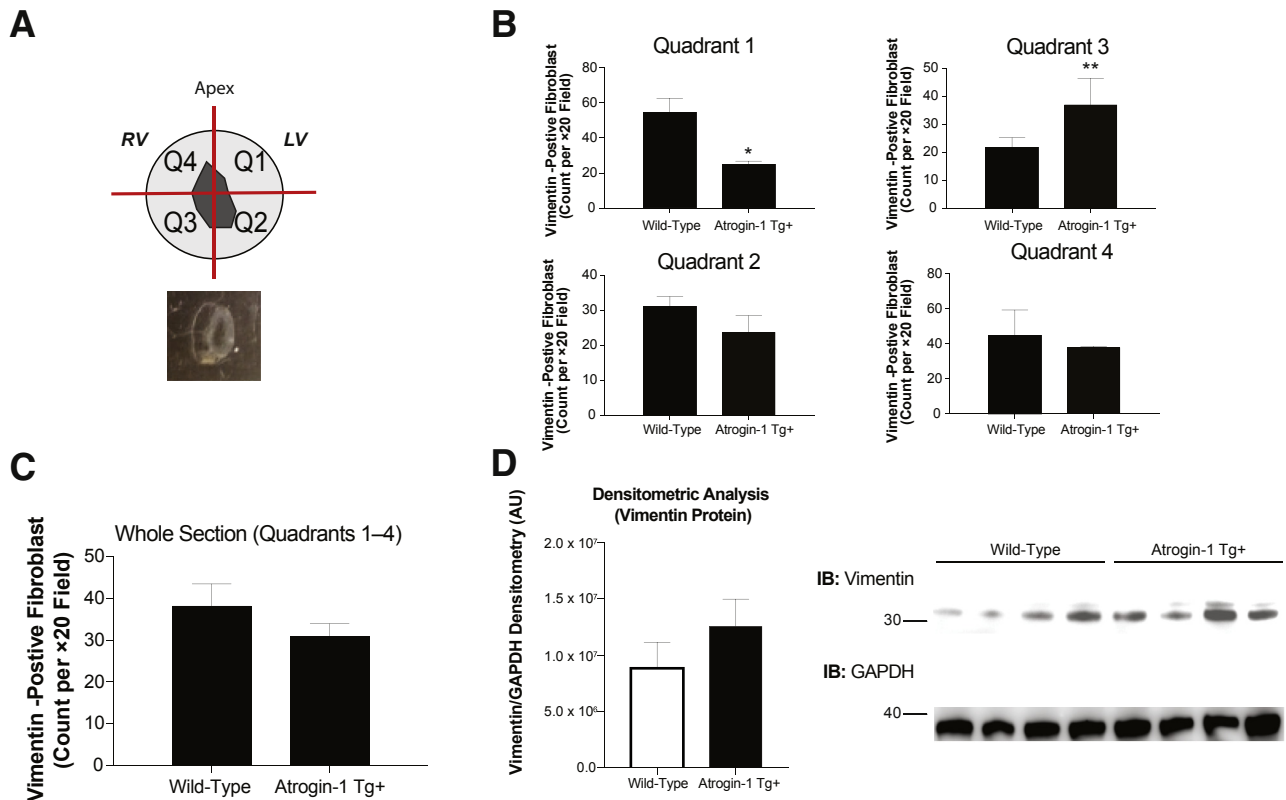 A
Apex
RV
LV
Q4
Q1
Q3
Q2
B
Quadrant 1
Vimentin -Postive Fibroblast
(Count per ×20 Field)
80
60
40
20
0
*
Wild-Type
Atrogin-1 Tg+
Quadrant 3
Vimentin -Postive Fibroblast
(Count per ×20 Field)
50
40
30
20
10
0
**
Wild-Type
Atrogin-1 Tg+
Quadrant 2
Vimentin -Postive Fibroblast
(Count per ×20 Field)
40
30
20
10
0
Wild-Type
Atrogin-1 Tg+
Quadrant 4
Vimentin -Postive Fibroblast
(Count per ×20 Field)
80
60
40
20
0
Wild-Type
Atrogin-1 Tg+
C
Whole Section (Quadrants 1–4)
Vimentin -Postive Fibroblast
(Count per ×20 Field)
50
40
30
20
10
0
Wild-Type
Atrogin-1 Tg+
D
Densitometric Analysis
(Vimentin Protein)
Vimentin/GAPDH Densitometry (AU)
2.0 x 10⁷
1.5 x 10⁷
1.0 x 10⁷
5.0 x 10⁶
0.0
Wild-Type
Atrogin-1 Tg+
Wild-Type
Atrogin-1 Tg+
IB: Vimentin
30
IB: GAPDH
40